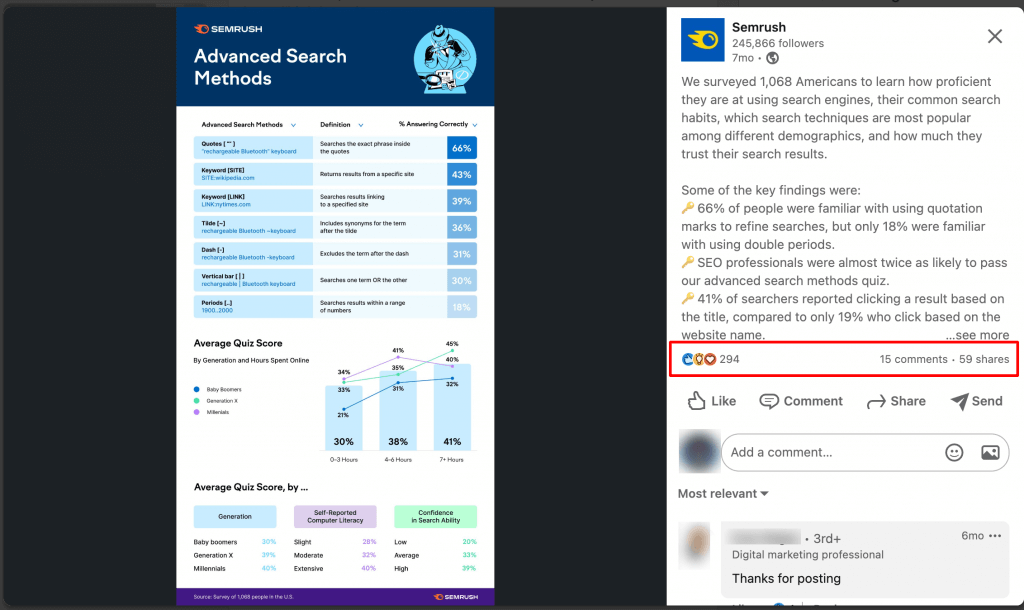 SEMRUSH
Advanced Search
Methods
Advanced Search Methods
Definition
% Answering Correctly
Quotes [ "" ]
"rechargeable Bluetooth" keyboard
Searches the exact phrase inside
the quotes
66%
Keyword [SITE]
SITE:wikipedia.com
Returns results from a specific site
43%
Keyword [LINK]
LINK:nytimes.com
Searches results linking
to a specified site
39%
Tilde [~]
rechargeable Bluetooth ~keyboard
Includes synonyms for the term
after the tilde
36%
Dash [-]
rechargeable Bluetooth -keyboard
Excludes the term after the dash
31%
Vertical bar [ | ]
rechargeable | Bluetooth keyboard
Searches one term OR the other
30%
Periods [..]
1900..2000
Searches results within a range
of numbers
18%
Average Quiz Score
By Generation and Hours Spent Online
Baby Boomers
Generation X
Millenials
34%
33%
21%
30%
0–3 Hours
41%
35%
31%
38%
4–6 Hours
45%
40%
32%
41%
7+ Hours
Average Quiz Score, by ...
Generation
Baby boomers 30%
Generation X 39%
Millennials 40%
Self-Reported
Computer Literacy
Slight 28%
Moderate 32%
Extensive 40%
Confidence
in Search Ability
Low 20%
Average 33%
High 39%
Source: Survey of 1,068 people in the U.S.
SEMRUSH
Semrush
245,866 followers
7mo •
We surveyed 1,068 Americans to learn how proficient
they are at using search engines, their common search
habits, which search techniques are most popular
among different demographics, and how much they
trust their search results.
Some of the key findings were:
🔑 66% of people were familiar with using quotation
marks to refine searches, but only 18% were familiar
with using double periods.
🔑 SEO professionals were almost twice as likely to pass
our advanced search methods quiz.
🔑 41% of searchers reported clicking a result based on
the title, compared to only 19% who click based on the
website name. ...see more
294
15 comments • 59 shares
Like
Comment
Share
Send
Add a comment...
Most relevant
• 3rd+
6mo
Digital marketing professional
Thanks for posting